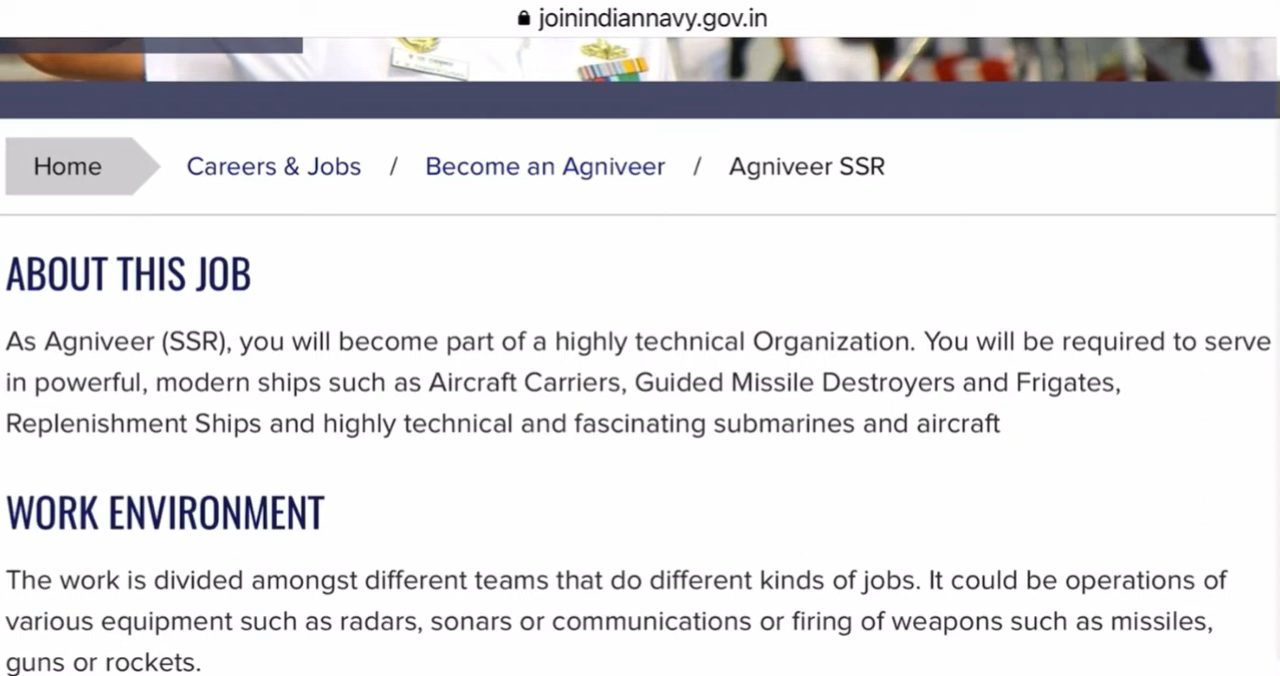 joinindiannavy.gov.in
Home Careers & Jobs / Become an Agniveer / Agniveer SSR
ABOUT THIS JOB
As Agniveer (SSR), you will become part of a highly technical Organization. You will be required to serve
in powerful, modern ships such as Aircraft Carriers, Guided Missile Destroyers and Frigates,
Replenishment Ships and highly technical and fascinating submarines and aircraft
WORK ENVIRONMENT
The work is divided amongst different teams that do different kinds of jobs. It could be operations of
various equipment such as radars, sonars or communications or firing of weapons such as missiles,
guns or rockets.